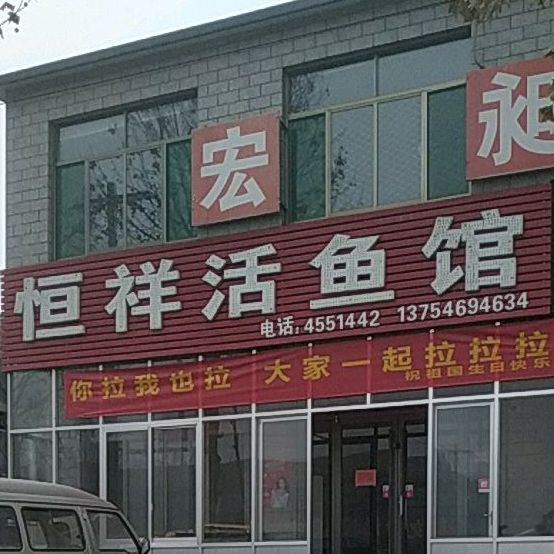 宏 昶
恒祥活鱼馆
电话:4551442 13754694634
你拉我也拉 大家一起拉拉拉
祝祖国生日快乐